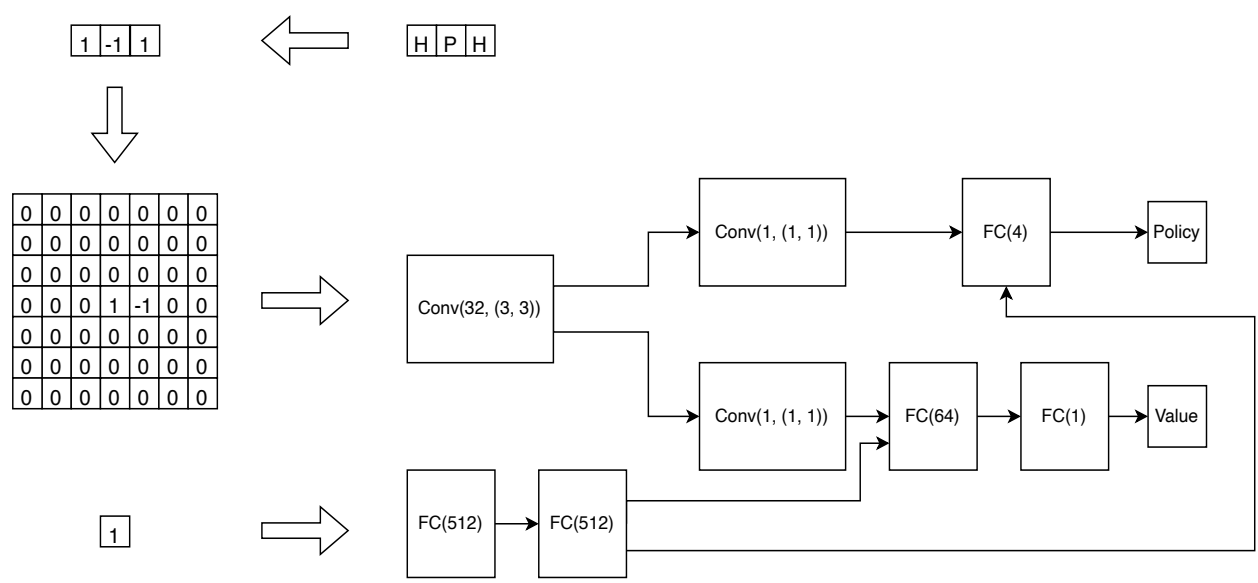 1 -1 1
H P H
0 0 0 0 0 0 0
0 0 0 0 0 0 0
0 0 0 0 0 0 0
0 0 0 1 -1 0 0
0 0 0 0 0 0 0
0 0 0 0 0 0 0
0 0 0 0 0 0 0
Conv(32, (3, 3))
Conv(1, (1, 1))
FC(4)
Policy
Conv(1, (1, 1))
FC(64)
FC(1)
Value
1
FC(512)
FC(512)